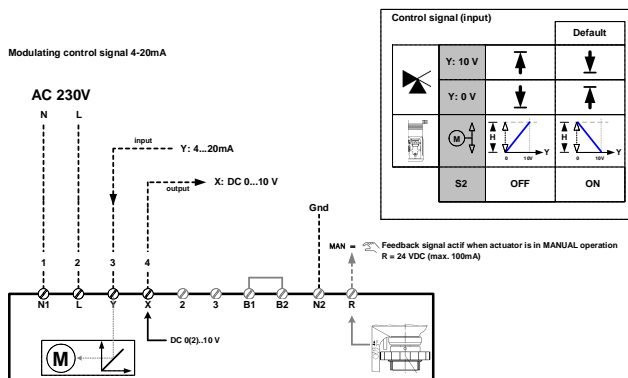 Control signal (input)
Default
Y: 10 V
Y: 0 V
M
H
0
10V
Y
H
0
10V
Y
S2
OFF
ON
Modulating control signal 4-20mA
AC 230V
N
L
input
Y: 4...20mA
output
X: DC 0...10 V
Gnd
MAN =
Feedback signal actif when actuator is in MANUAL operation
R = 24 VDC (max. 100mA)
1
2
3
4
N1
L
Y
X
2
3
B1
B2
N2
R
DC 0(2)..10 V
M